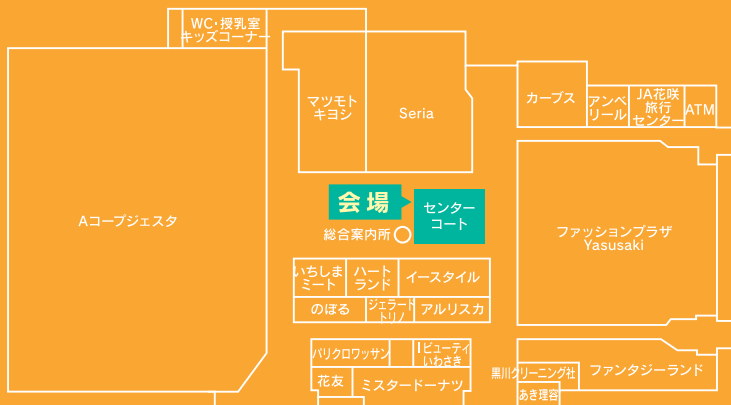 WC・授乳室
キッズコーナー
マツモト
キヨシ
Seria
カーブス
アンベ
リール
JA花咲
旅行
センター
ATM
Aコープジェスタ
会場
センター
コート
総合案内所
ファッションプラザ
Yasusaki
いちしま
ミート
ハート
ランド
イースタイル
のぼる
ジェラート
トリノ
アルリスカ
パリクロワッサン
Iビューティ
いわさき
花友
ミスタードーナツ
黒川クリーニング社
あき理容
ファンタジーランド